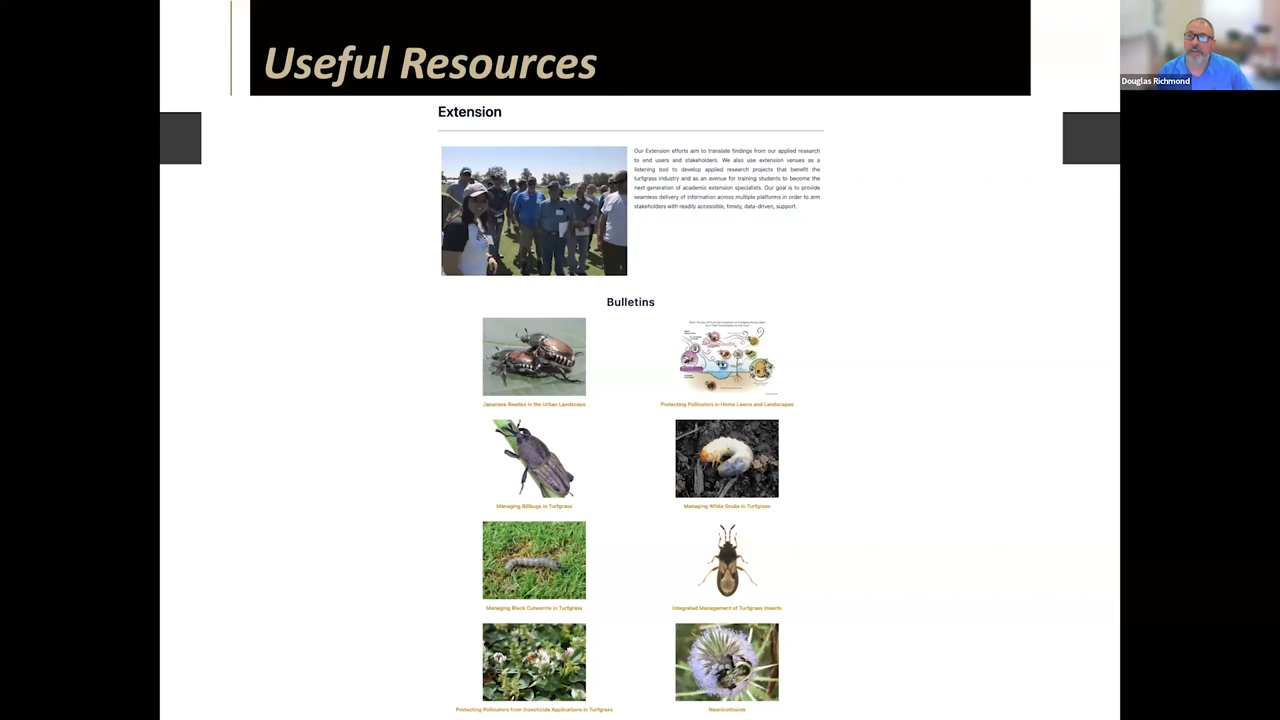 Useful Resources
Douglas Richmond
Extension
Our Extension efforts aim to translate findings from our applied research
to end users and stakeholders. We also use extension venues as a
listening tool to develop applied research projects that benefit the
turfgrass industry and as an avenue for training students to become the
next generation of academic extension specialists. Our goal is to provide
seamless delivery of information across multiple platforms in order to arm
stakeholders with readily accessible, timely, data-driven, support.
Bulletins
Japanese Beetles in the Urban Landscape
Protecting Pollinators in Home Lawns and Landscapes
Managing Billbugs in Turfgrass
Managing White Grubs in Turfgrass
Managing Black Cutworms in Turfgrass
Integrated Management of Turfgrass Insects
Protecting Pollinators from Insecticide Applications in Turfgrass
Neonicotinoids